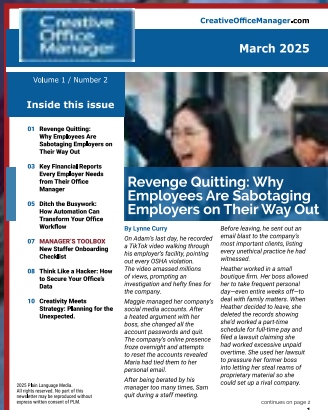 Creative
Office
Manager
CreativeOfficeManager.com
March 2025
Volume 1 / Number 2
Inside this issue
01 Revenge Quitting:
Why Employees Are
Sabotaging Employers on
Their Way Out
03 Key Financial Reports
Every Employer Needs
from Their Office
Manager
05 Ditch the Busywork:
How Automation Can
Transform Your Office
Workflow
07 MANAGER'S TOOLBOX
New Staffer Onboarding
Checklist
08 Think Like a Hacker: How
to Secure Your Office's
Data
10 Creativity Meets
Strategy: Planning for the
Unexpected.
2025 Plain Language Media.
All rights reserved. No part of this
newsletter may be reproduced without
express written consent of PLM.
Revenge Quitting: Why
Employees Are Sabotaging
Employers on Their Way Out
By Lynne Curry
On Adam's last day, he recorded
a TikTok video walking through
his employer's facility, pointing
out every OSHA violation.
The video amassed millions
of views, prompting an
investigation and hefty fines for
the company.
Maggie managed her company's
social media accounts. After
a heated argument with her
boss, she changed all the
account passwords and quit.
The company's online presence
froze overnight and attempts
to reset the accounts revealed
Maria had tied them to her
personal email.
After being berated by his
manager too many times, Sam
quit during a staff meeting.
Before leaving, he sent out an
email blast to the company's
most important clients, listing
every unethical practice he had
witnessed.
Heather worked in a small
boutique firm. Her boss allowed
her to take frequent personal
day—even entire weeks off—to
deal with family matters. When
Heather decided to leave, she
deleted the records showing
she'd worked a part-time
schedule for full-time pay and
filed a lawsuit claiming she
had worked excessive unpaid
overtime. She used her lawsuit
to pressure her former boss
into letting her steal reams of
proprietary material so she
could set up a rival company.
continues on page 2
1